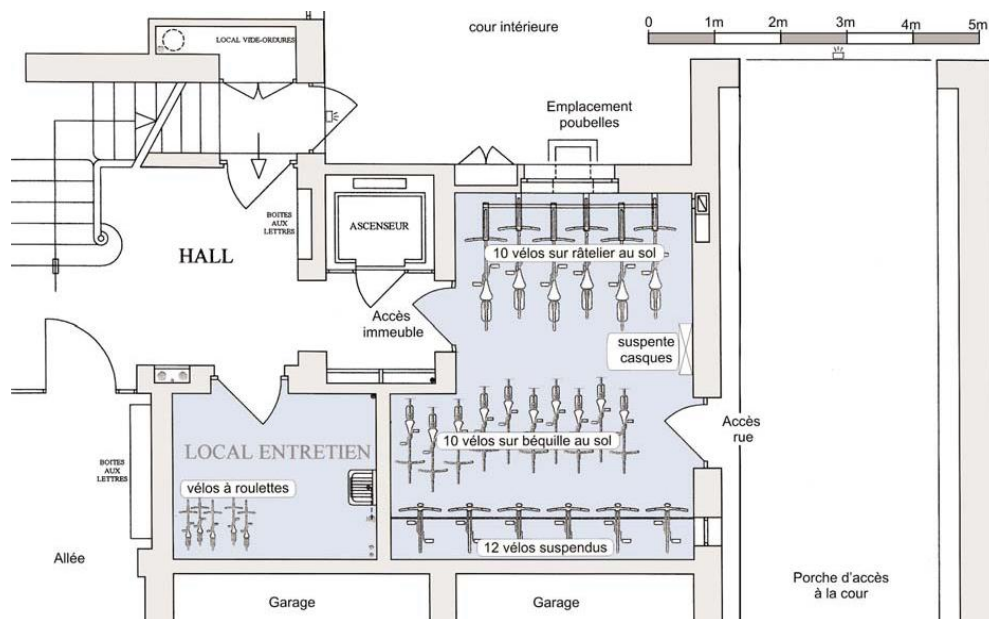 LOCAL VIDE-ORDURES
cour intérieure
0 1m 2m 3m 4m 5m
Emplacement
poubelles
BOITES
AUX
LETTRES
ASCENSEUR
HALL
10 vélos sur râtelier au sol
Accès
immeuble
suspente
casques
LOCAL ENTRETIEN
10 vélos sur béquille au sol
Accès
rue
BOITES
AUX
LETTRES
vélos à roulettes
12 vélos suspendus
Allée
Garage
Garage
Porche d'accès
à la cour